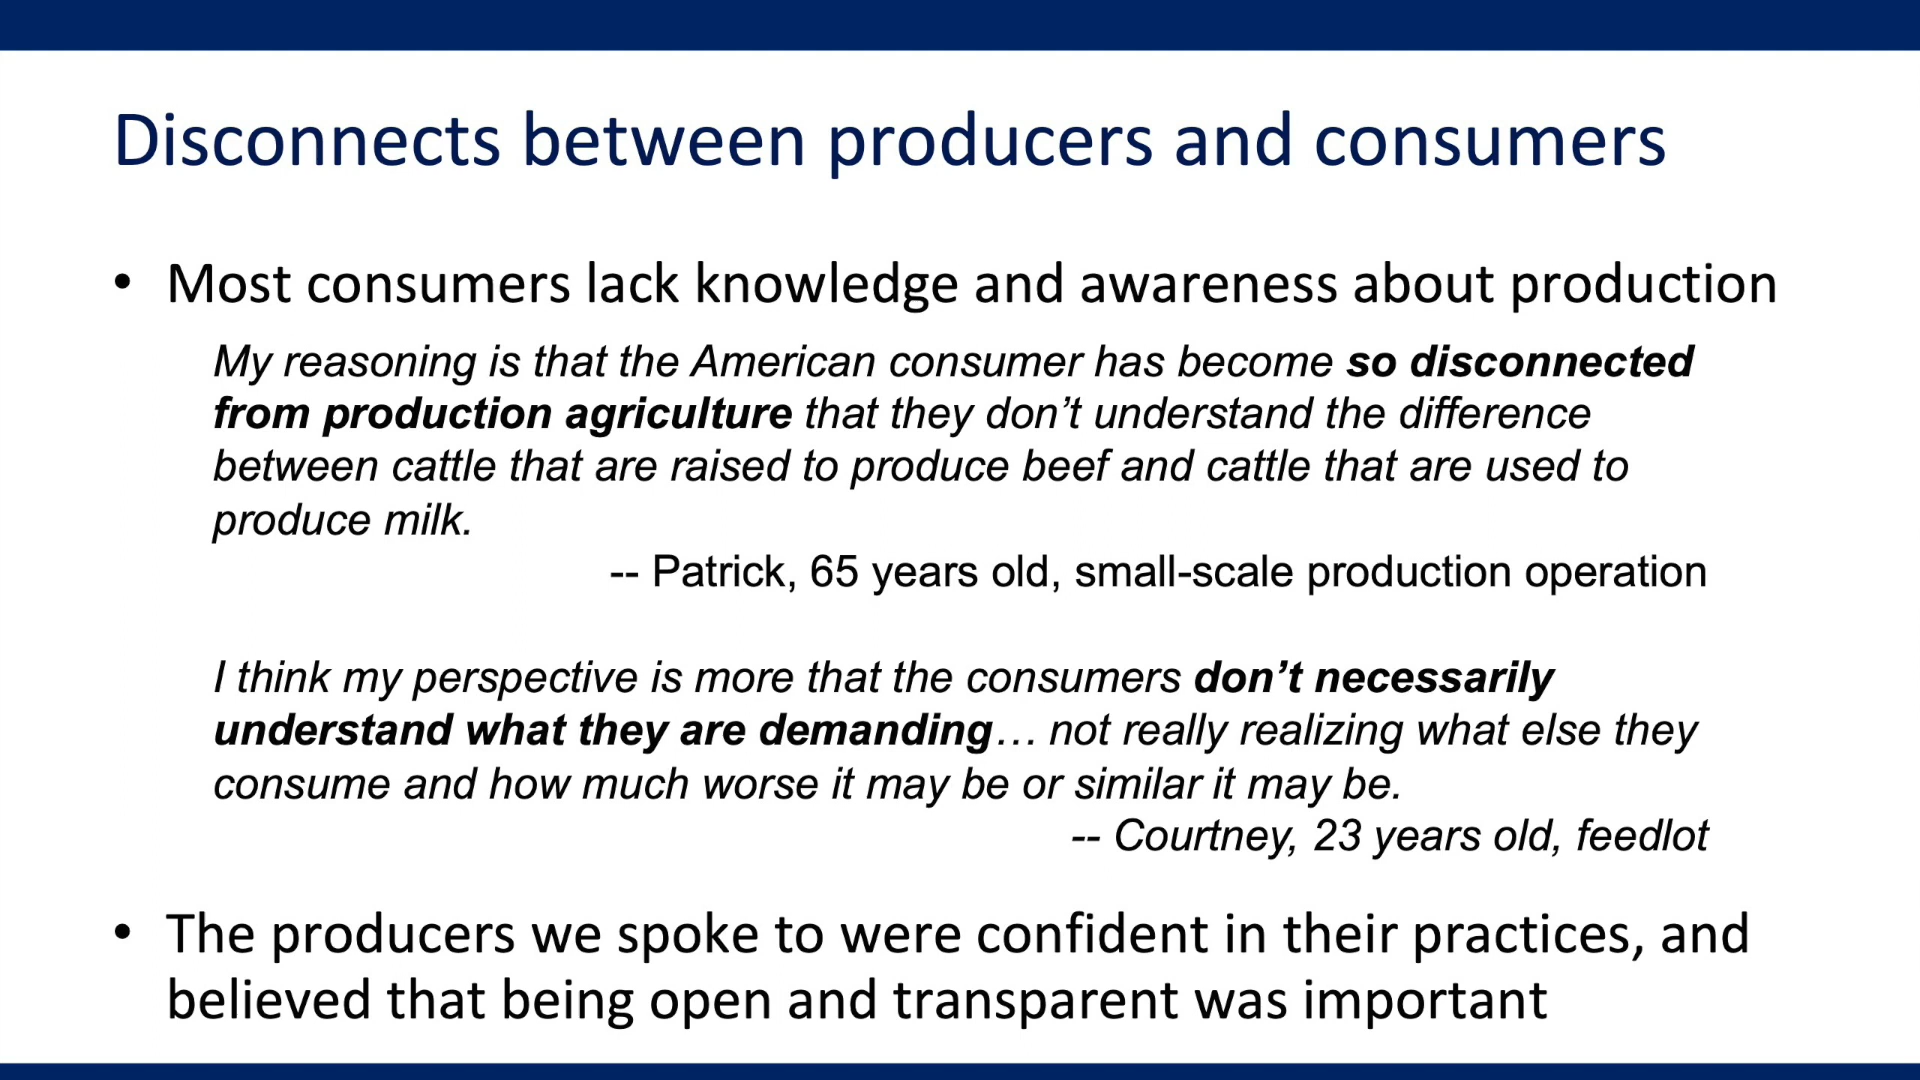 Disconnects between producers and consumers
• Most consumers lack knowledge and awareness about production
My reasoning is that the American consumer has become so disconnected
from production agriculture that they don’t understand the difference
between cattle that are raised to produce beef and cattle that are used to
produce milk.
-- Patrick, 65 years old, small-scale production operation
I think my perspective is more that the consumers don’t necessarily
understand what they are demanding… not really realizing what else they
consume and how much worse it may be or similar it may be.
-- Courtney, 23 years old, feedlot
• The producers we spoke to were confident in their practices, and
believed that being open and transparent was important